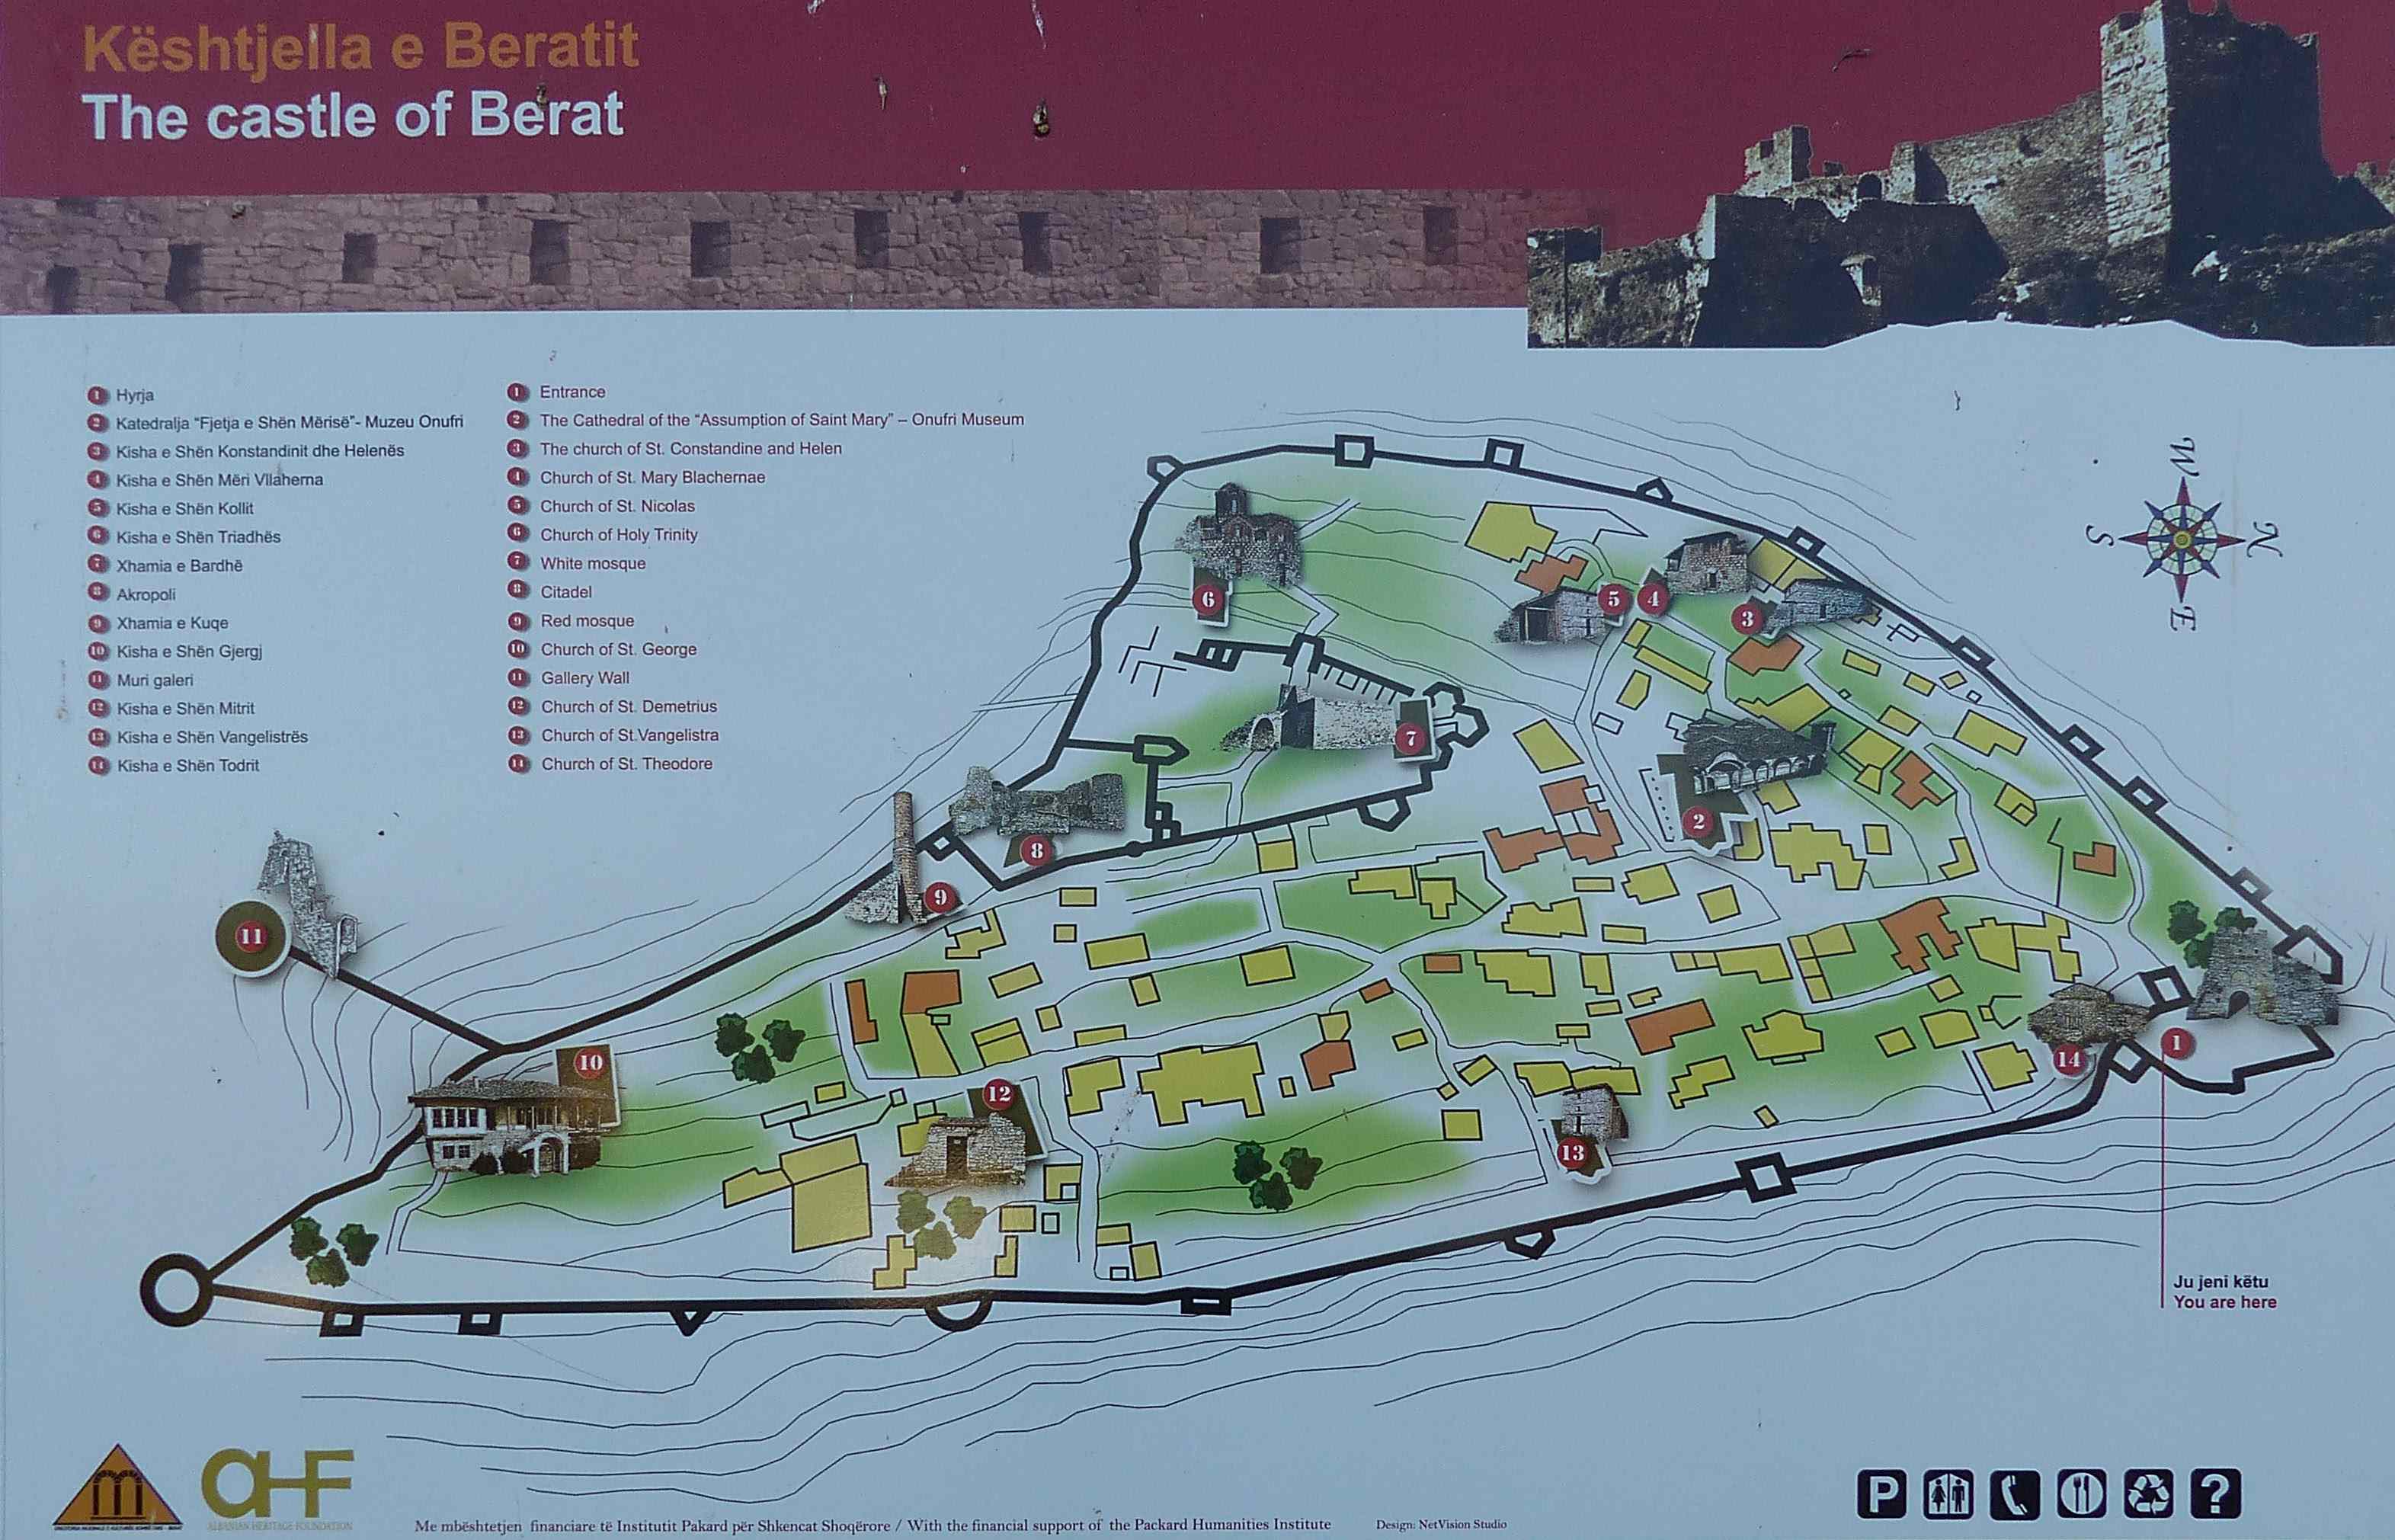 Kështjella e Beratit
The castle of Berat
1 Hyrja
2 Katedralja “Fjetja e Shën Mërisë”- Muzeu Onufri
3 Kisha e Shën Konstandinit dhe Helenës
4 Kisha e Shën Mëri Vllaherna
5 Kisha e Shën Kollit
6 Kisha e Shën Triadhës
7 Xhamia e Bardhë
8 Akropoli
9 Xhamia e Kuqe
10 Kisha e Shën Gjergj
11 Muri galeri
12 Kisha e Shën Mitrit
13 Kisha e Shën Vangelistrës
14 Kisha e Shën Todrit
1 Entrance
2 The Cathedral of the “Assumption of Saint Mary” – Onufri Museum
3 The church of St. Constandine and Helen
4 Church of St. Mary Blachernae
5 Church of St. Nicolas
6 Church of Holy Trinity
7 White mosque
8 Citadel
9 Red mosque
10 Church of St. George
11 Gallery Wall
12 Church of St. Demetrius
13 Church of St.Vangelistra
14 Church of St. Theodore
W
S N
E
6
5 4
3
7
2
8
9
11
10
12
13
14
1
Ju jeni këtu
You are here
aHF
ALBANIAN HERITAGE FOUNDATION
Me mbështetjen financiare të Institutit Pakard për Shkencat Shoqërore / With the financial support of the Packard Humanities Institute
Design: NetVision Studio
P
?